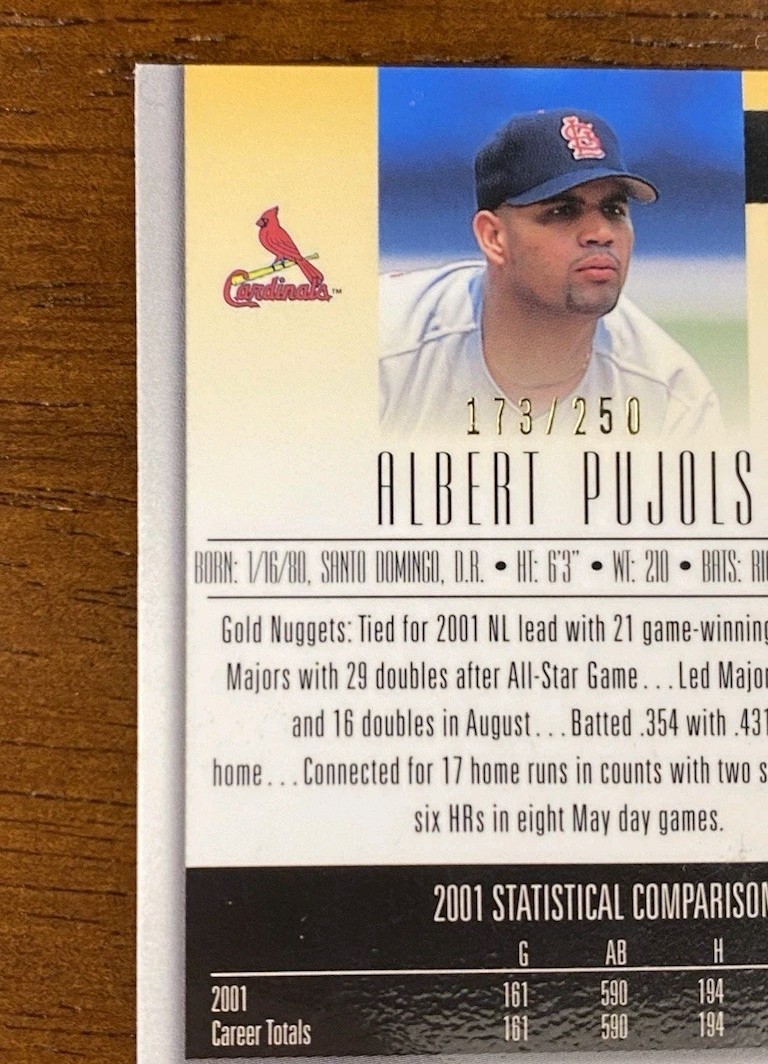 Cardinals™
173/250
ALBERT PUJOLS
BORN: 1/16/80, SANTO DOMINGO, D.R. • HT: 6'3" • WT: 210 • BATS: RI
Gold Nuggets: Tied for 2001 NL lead with 21 game-winning
Majors with 29 doubles after All-Star Game...Led Major
and 16 doubles in August...Batted .354 with .431
home...Connected for 17 home runs in counts with two s
six HRs in eight May day games.
2001 STATISTICAL COMPARISON
G AB H
2001 161 590 194
Career Totals 161 590 194